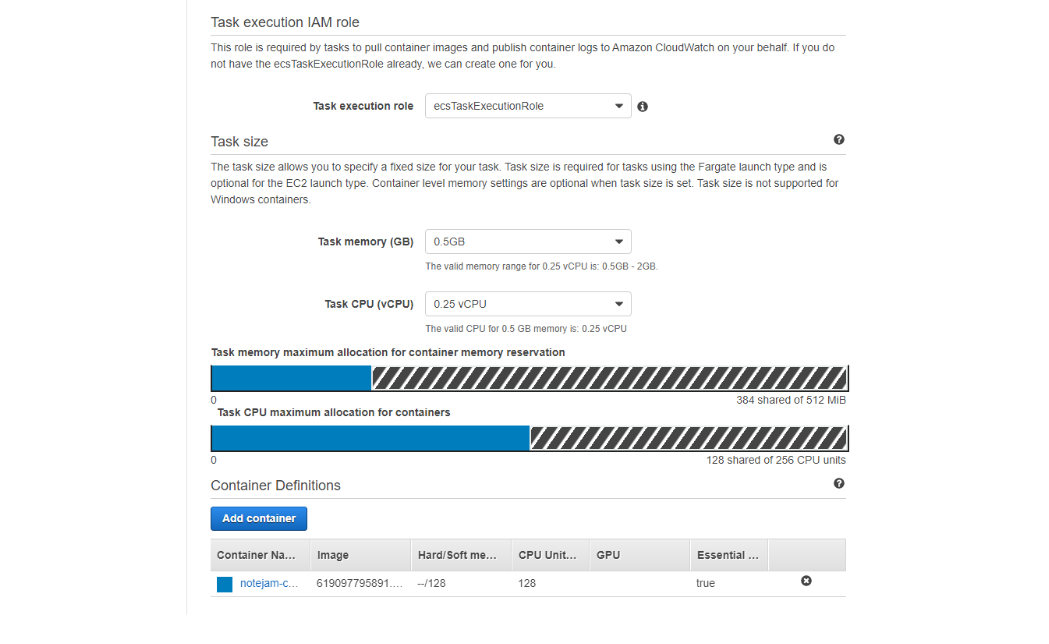 Task execution IAM role
This role is required by tasks to pull container images and publish container logs to Amazon CloudWatch on your behalf. If you do
not have the ecsTaskExecutionRole already, we can create one for you.
Task execution role ecsTaskExecutionRole
Task size
The task size allows you to specify a fixed size for your task. Task size is required for tasks using the Fargate launch type and is
optional for the EC2 launch type. Container level memory settings are optional when task size is set. Task size is not supported for
Windows containers.
Task memory (GB) 0.5GB
The valid memory range for 0.25 vCPU is: 0.5GB - 2GB.
Task CPU (vCPU) 0.25 vCPU
The valid CPU for 0.5 GB memory is: 0.25 vCPU
Task memory maximum allocation for container memory reservation
0 384 shared of 512 MiB
Task CPU maximum allocation for containers
0 128 shared of 256 CPU units
Container Definitions
Add container
Container Na... Image Hard/Soft me... CPU Unit... GPU Essential ...
notejam-c... 619097795891.... --/128 128 true